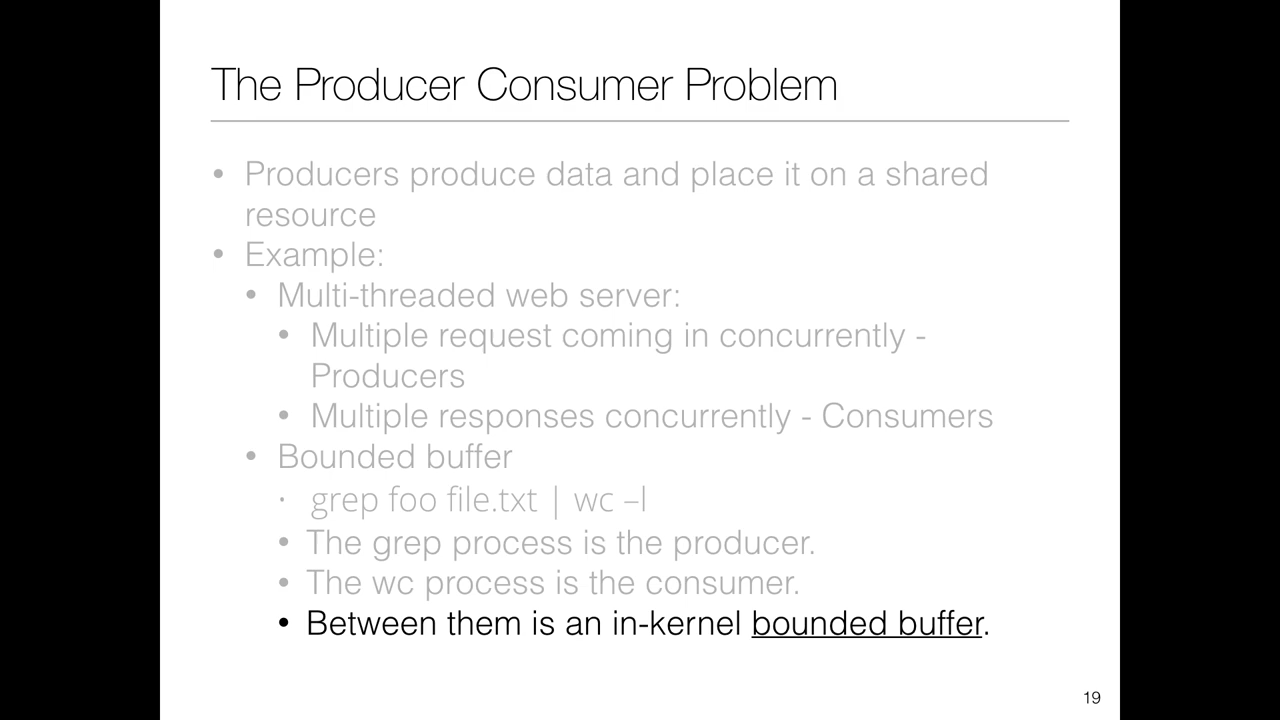 The Producer Consumer Problem
• Producers produce data and place it on a shared
resource
• Example:
• Multi-threaded web server:
• Multiple request coming in concurrently -
Producers
• Multiple responses concurrently - Consumers
• Bounded buffer
• grep foo file.txt | wc –l
• The grep process is the producer.
• The wc process is the consumer.
• Between them is an in-kernel bounded buffer.
19